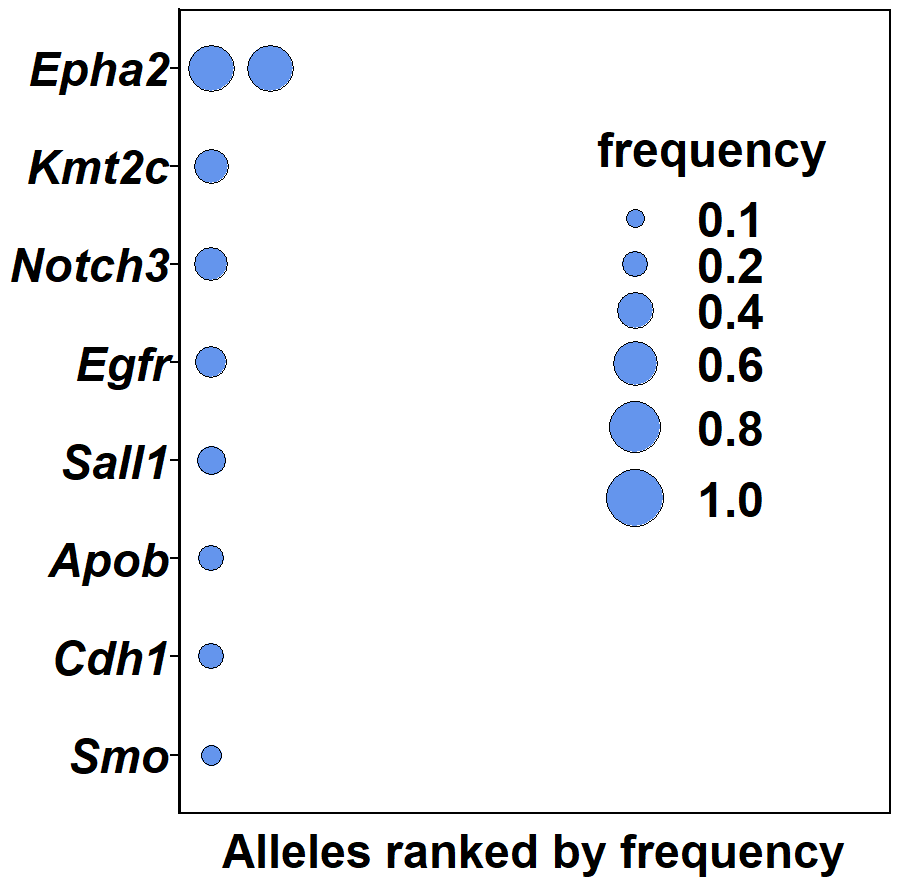 Epha2
Kmt2c
Notch3
Egfr
Sall1
Apob
Cdh1
Smo
frequency
0.1
0.2
0.4
0.6
0.8
1.0
Alleles ranked by frequency